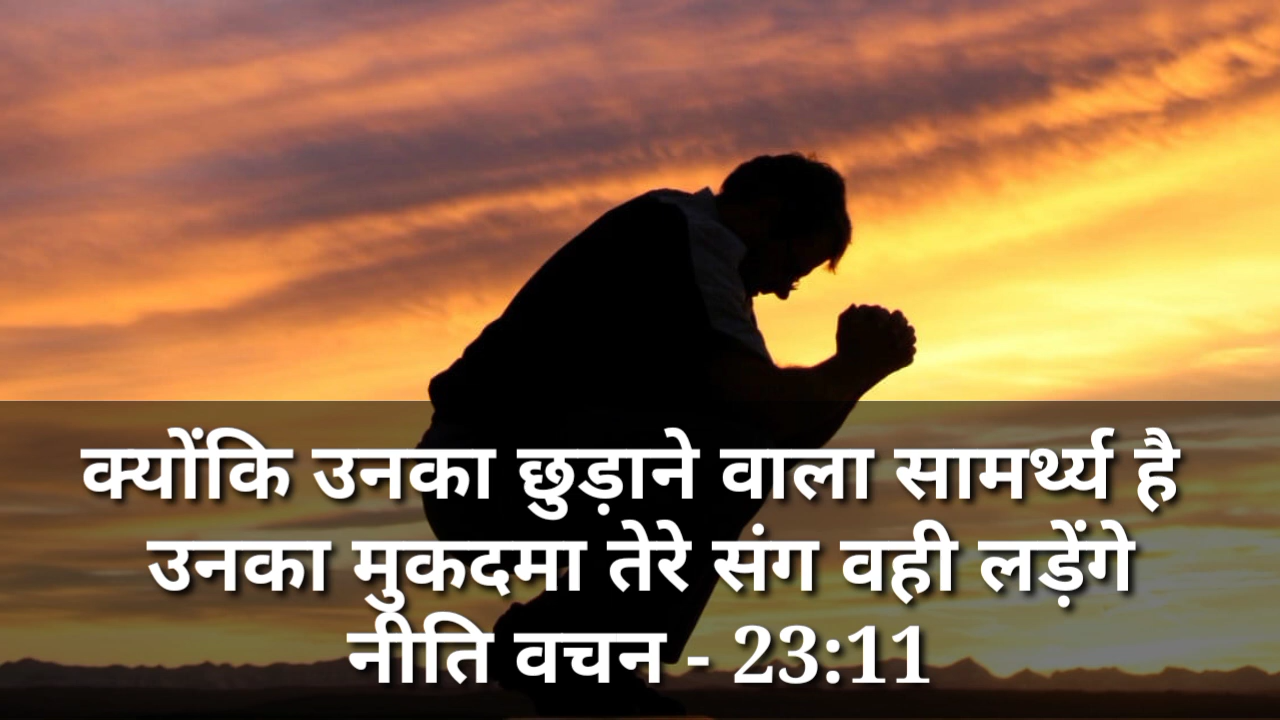 क्योंकि उनका छुड़ाने वाला सामर्थ्य है
उनका मुकदमा तेरे संग वही लड़ेंगे
नीति वचन - 23:11